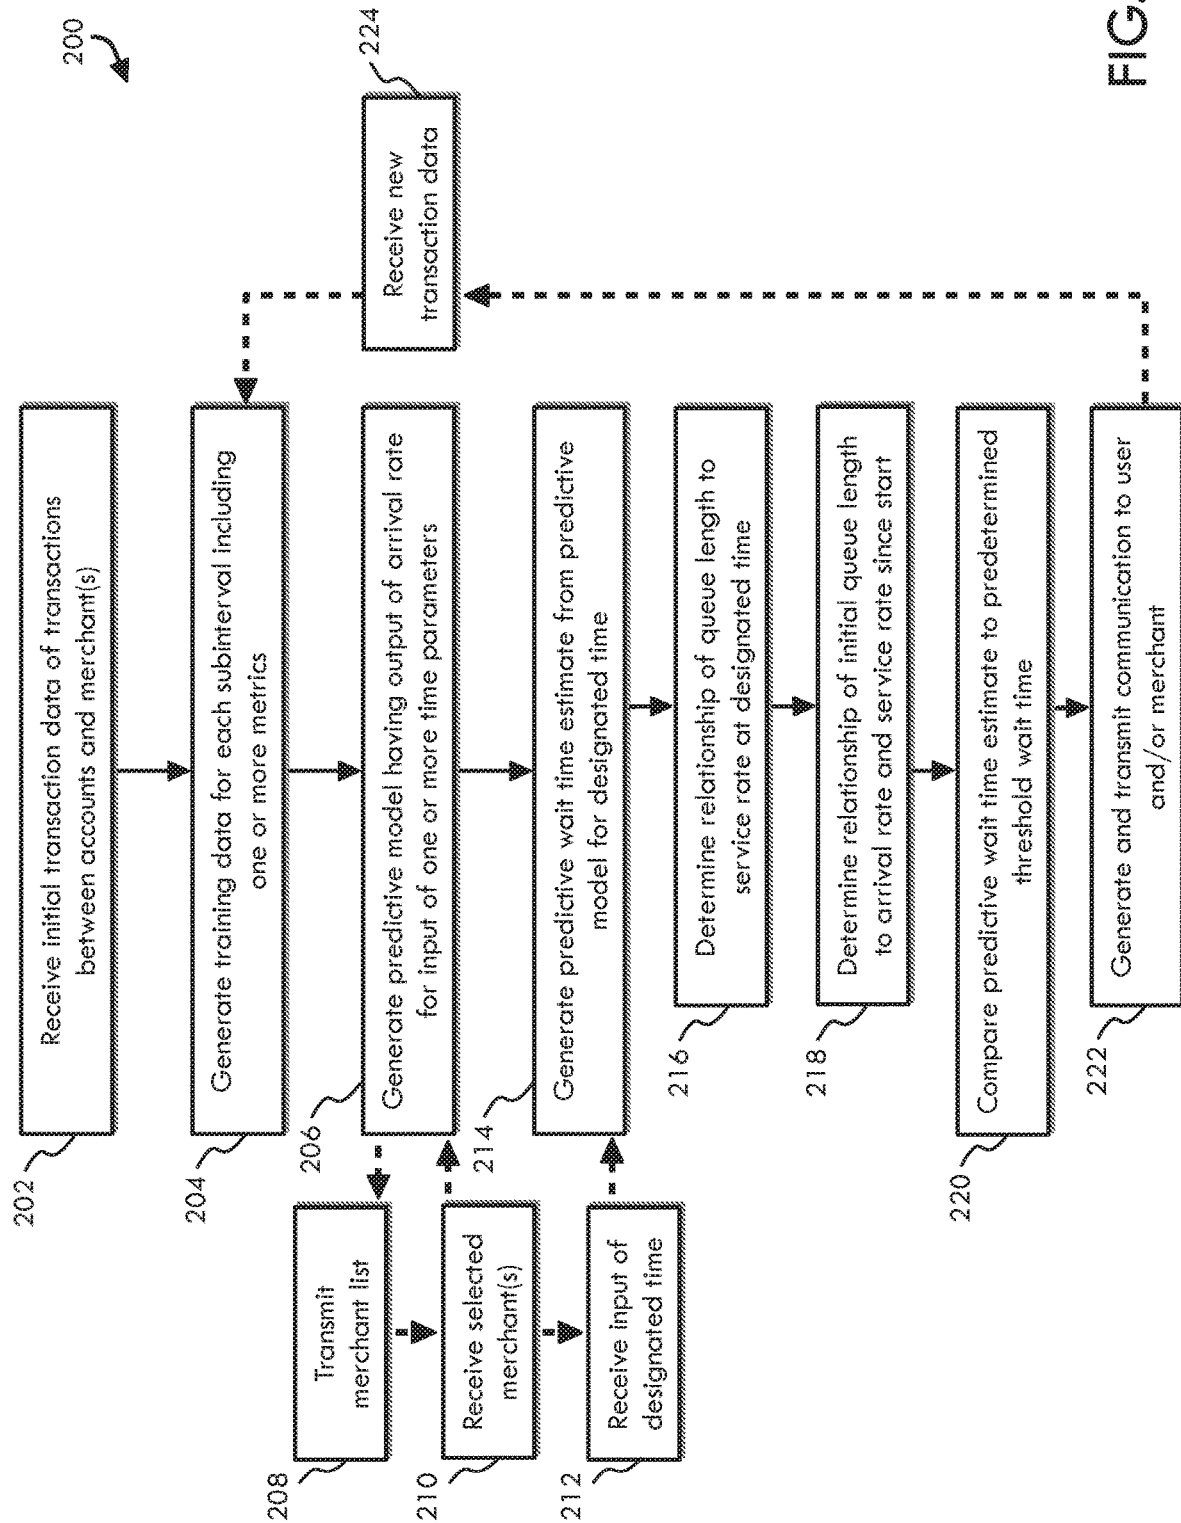 200
202
Receive initial transaction data of transactions
between accounts and merchant(s)
204
Generate training data for each subinterval including
one or more metrics
224
Receive new
transaction data
206
Generate predictive model having output of arrival rate
for input of one or more time parameters
208
Transmit
merchant list
210
Receive selected
merchant(s)
212
Receive input of
designated time
214
Generate predictive wait time estimate from predictive
model for designated time
216
Determine relationship of queue length to
service rate at designated time
218
Determine relationship of initial queue length
to arrival rate and service rate since start
220
Compare predictive wait time estimate to predetermined
threshold wait time
222
Generate and transmit communication to user
and/or merchant
FIG.